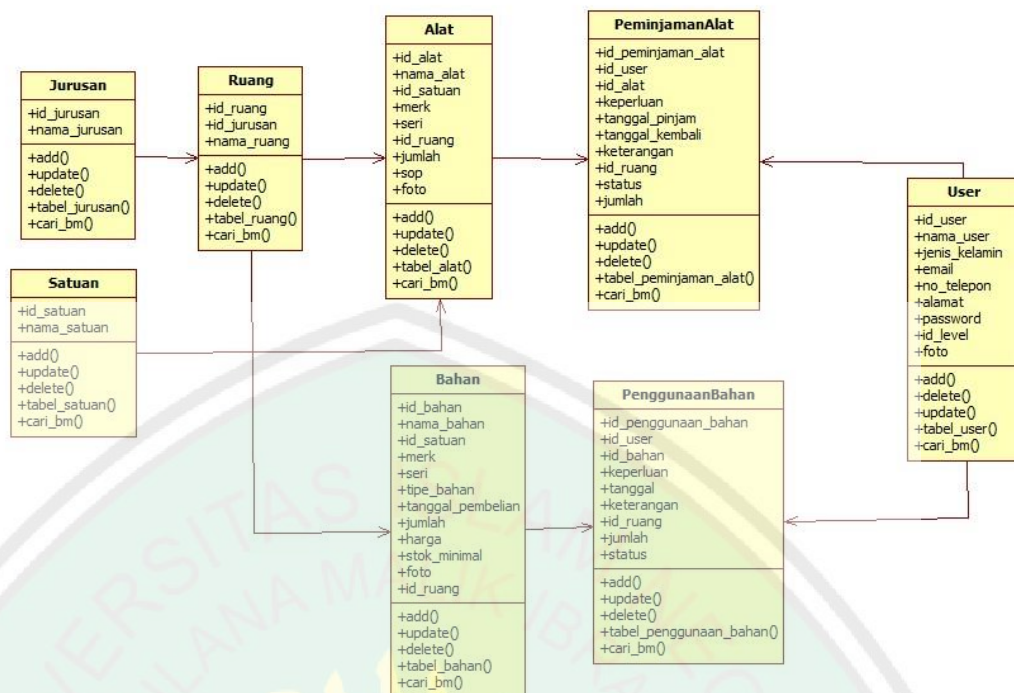 Jurusan
+id_jurusan
+nama_jurusan
+add()
+update()
+delete()
+tabel_jurusan()
+cari_bm()
Ruang
+id_ruang
+id_jurusan
+nama_ruang
+add()
+update()
+delete()
+tabel_ruang()
+cari_bm()
Alat
+id_alat
+nama_alat
+id_satuan
+merk
+seri
+id_ruang
+jumlah
+sop
+foto
+add()
+update()
+delete()
+tabel_alat()
+cari_bm()
PeminjamanAlat
+id_peminjaman_alat
+id_user
+id_alat
+keperluan
+tanggal_pinjam
+tanggal_kembali
+keterangan
+id_ruang
+status
+jumlah
+add()
+update()
+delete()
+tabel_peminjaman_alat()
+cari_bm()
User
+id_user
+nama_user
+jenis_kelamin
+email
+no_telepon
+alamat
+password
+id_level
+foto
+add()
+delete()
+update()
+tabel_user()
+cari_bm()
Satuan
+id_satuan
+nama_satuan
+add()
+update()
+delete()
+tabel_satuan()
+cari_bm()
Bahan
+id_bahan
+nama_bahan
+id_satuan
+merk
+seri
+tipe_bahan
+tanggal_pembelian
+jumlah
+harga
+stok_minimal
+foto
+id_ruang
+add()
+update()
+delete()
+tabel_bahan()
+cari_bm()
PenggunaanBahan
+id_penggunaan_bahan
+id_user
+id_bahan
+keperluan
+tanggal
+keterangan
+id_ruang
+jumlah
+status
+add()
+update()
+delete()
+tabel_penggunaan_bahan()
+cari_bm()